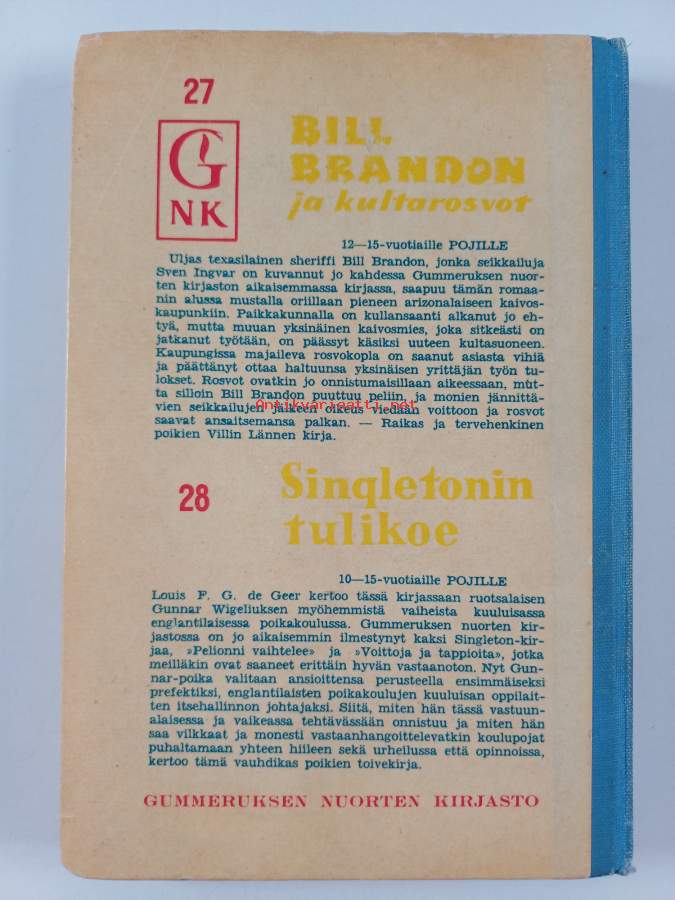 27
G
NK
BILL
BRANDON
ja kultarosvot
12—15-vuotiaille POJILLE
Uljas texasilainen sheriffi Bill Brandon, jonka seikkailuja
Sven Ingvar on kuvannut jo kahdessa Gummeruksen nuor-
ten kirjaston aikaisemmassa kirjassa, saapuu tämän romaa-
nin alussa mustalla oriillaan pieneen arizonalaiseen kaivos-
kaupunkiin. Paikkakunnalla on kullansaanti alkanut jo eh-
tyä, mutta muuan yksinäinen kaivosmies, joka sitkeästi on
jatkanut työtään, on päässyt käsiksi uuteen kultasuoneen.
Kaupungissa majaileva rosvokopla on saanut asiasta vihiä
ja päättänyt ottaa haltuunsa yksinäisen yrittäjän työn tu-
lokset. Rosvot ovatkin jo onnistumaisillaan aikeessaan, mut-
ta silloin Bill Brandon puuttuu peliin, ja monien jännittä-
vien seikkailujen jälkeen oikeus viedään voittoon ja rosvot
saavat ansaitsemansa palkan. — Raikas ja tervehenkinen
poikien Villin Lännen kirja.
Antikvariaatti.net
28
Singletonin
tulikoe
10—15-vuotiaille POJILLE
Louis F. G. de Geer kertoo tässä kirjassaan ruotsalaisen
Gunnar Wigeliuksen myöhemmistä vaiheista kuuluisassa
englantilaisessa poikakoulussa. Gummeruksen nuorten kir-
jastossa on jo aikaisemmin ilmestynyt kaksi Singleton-kir-
jaa, »Pelionni vaihtelee» ja »Voittoja ja tappioita», jotka
meilläkin ovat saaneet erittäin hyvän vastaanoton. Nyt Gun-
nar-poika valitaan ansioittensa perusteella ensimmäiseksi
prefektiksi, englantilaisten poikakoulujen kuuluisan oppilait-
ten itsehallinnon johtajaksi. Siitä, miten hän tässä vastuun-
alaisessa ja vaikeassa tehtävässään onnistuu ja miten hän
saa vilkkaat ja monesti vastaanhangoittelevatkin koulupojat
puhaltamaan yhteen hiileen sekä urheilussa että opinnoissa,
kertoo tämä vauhdikas poikien toivekirja.
GUMMERUKSEN NUORTEN KIRJASTO